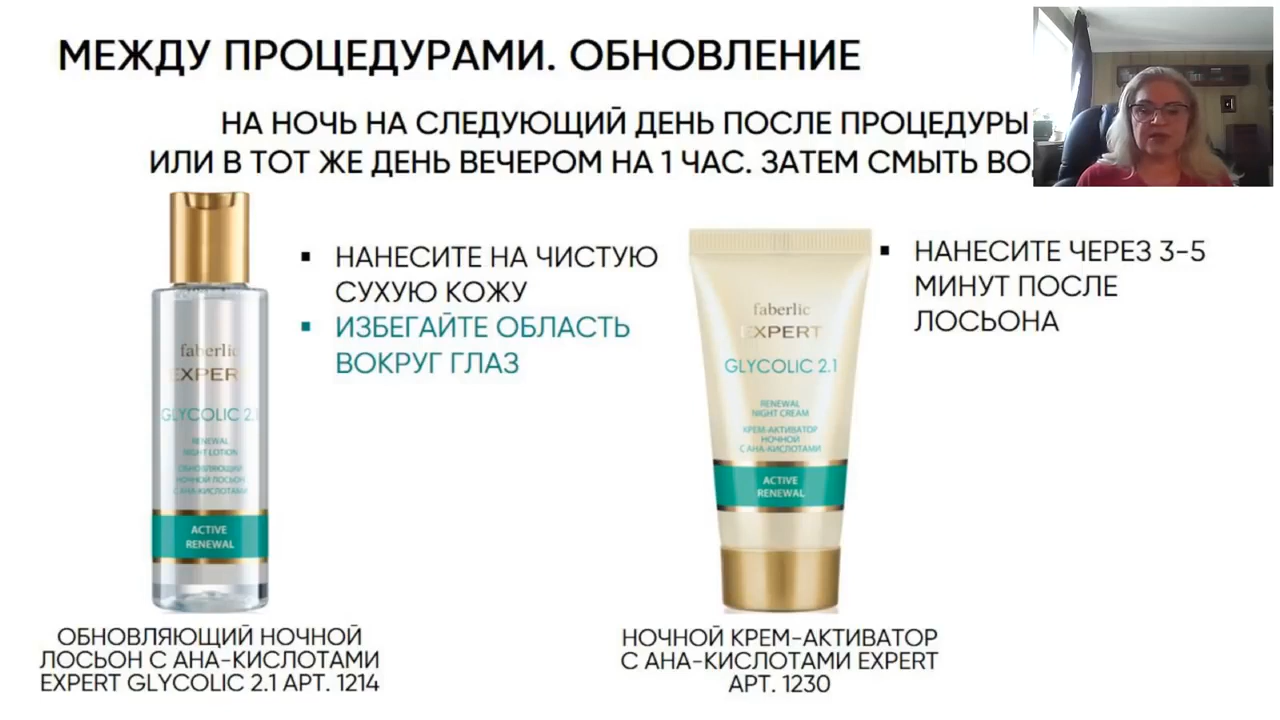 МЕЖДУ ПРОЦЕДУРАМИ. ОБНОВЛЕНИЕ
НА НОЧЬ НА СЛЕДУЮЩИЙ ДЕНЬ ПОСЛЕ ПРОЦЕДУРЫ
ИЛИ В ТОТ ЖЕ ДЕНЬ ВЕЧЕРОМ НА 1 ЧАС. ЗАТЕМ СМЫТЬ
▪ НАНЕСИТЕ НА ЧИСТУЮ
СУХУЮ КОЖУ
▪ ИЗБЕГАЙТЕ ОБЛАСТЬ
ВОКРУГ ГЛАЗ
▪ НАНЕСИТЕ ЧЕРЕЗ 3-5
МИНУТ ПОСЛЕ
ЛОСЬОНА
faberlic
EXPERT
GLYCOLIC 2.1
RENEWAL
NIGHT LOTION
ОБНОВЛЯЮЩИЙ
НОЧНОЙ ЛОСЬОН
С АНА-КИСЛОТАМИ
ACTIVE
RENEWAL
faberlic
EXPERT
GLYCOLIC 2.1
RENEWAL
NIGHT CREAM
КРЕМ-АКТИВАТОР
НОЧНОЙ
С АНА-КИСЛОТАМИ
ACTIVE
RENEWAL
ОБНОВЛЯЮЩИЙ НОЧНОЙ
ЛОСЬОН С АНА-КИСЛОТАМИ
EXPERT GLYCOLIC 2.1 АРТ. 1214
НОЧНОЙ КРЕМ-АКТИВАТОР
С АНА-КИСЛОТАМИ EXPERT
АРТ. 1230